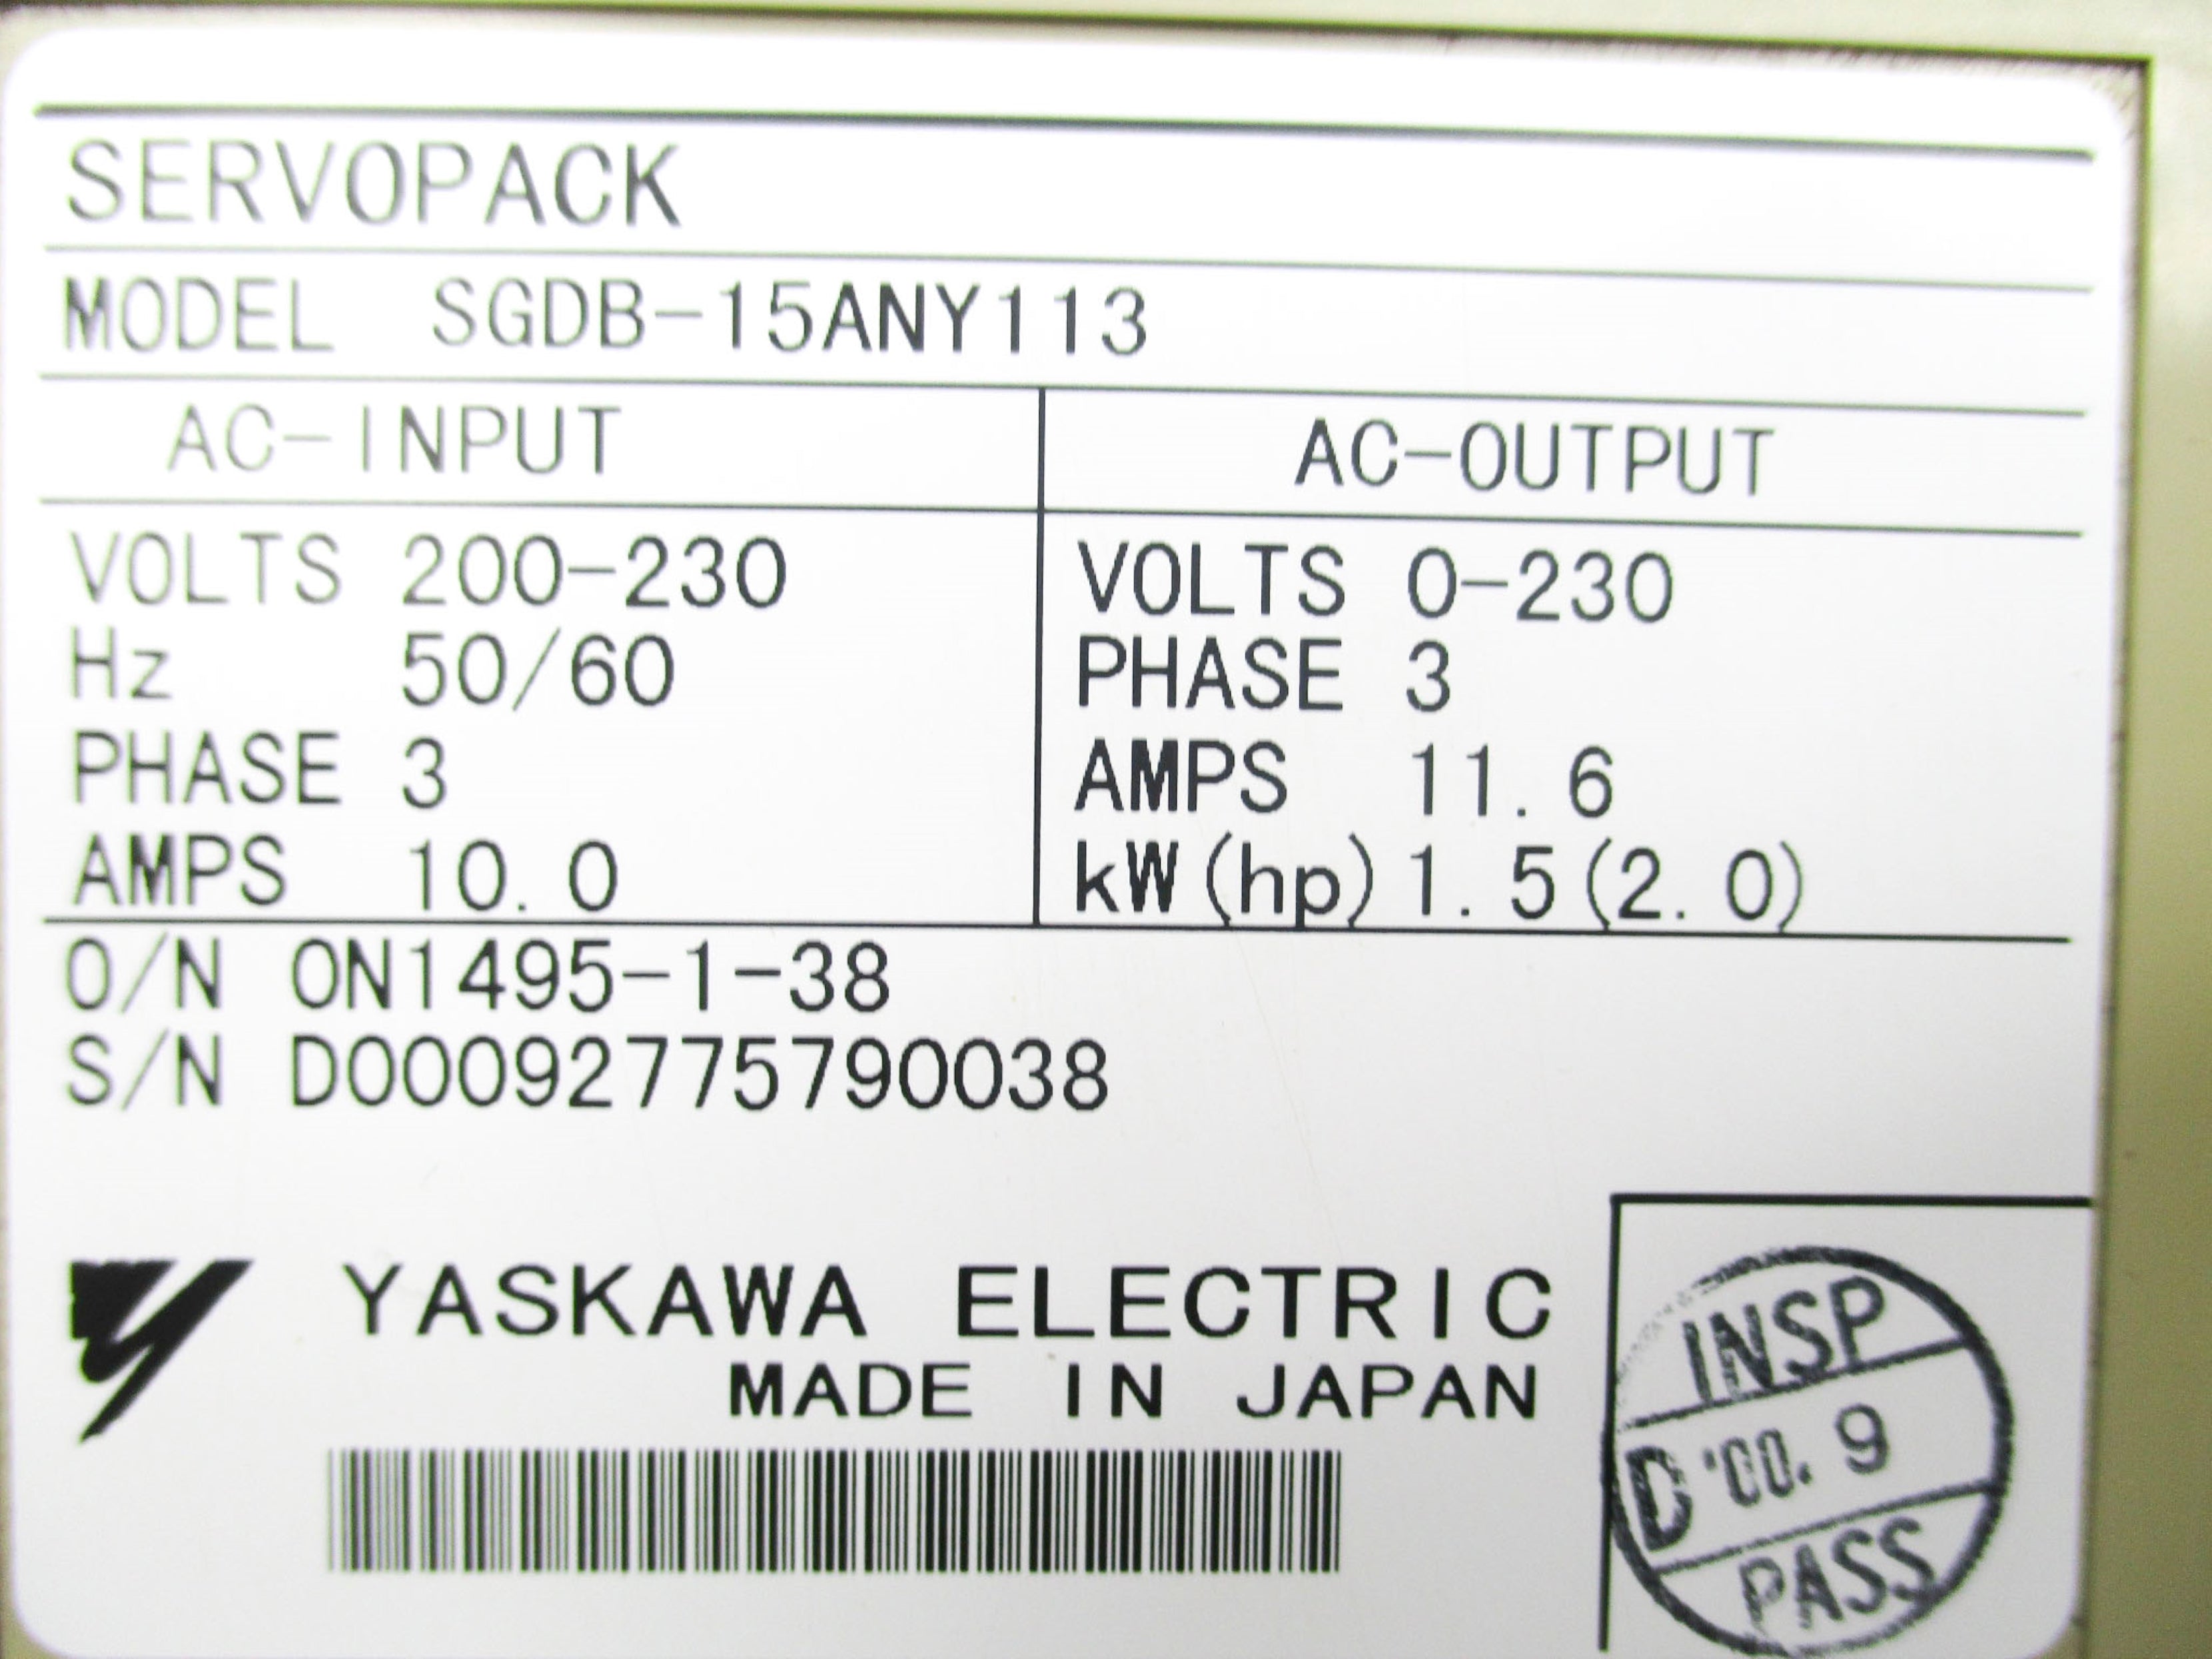 SERVOPACK
MODEL SGDB-15ANY113
AC-INPUT AC-OUTPUT
VOLTS 200-230 VOLTS 0-230
Hz 50/60 PHASE 3
PHASE 3 AMPS 11.6
AMPS 10.0 kW(hp) 1.5(2.0)
O/N ON1495-1-38
S/N D00092775790038
YASKAWA ELECTRIC
MADE IN JAPAN
INSP
D '00. 9
PASS